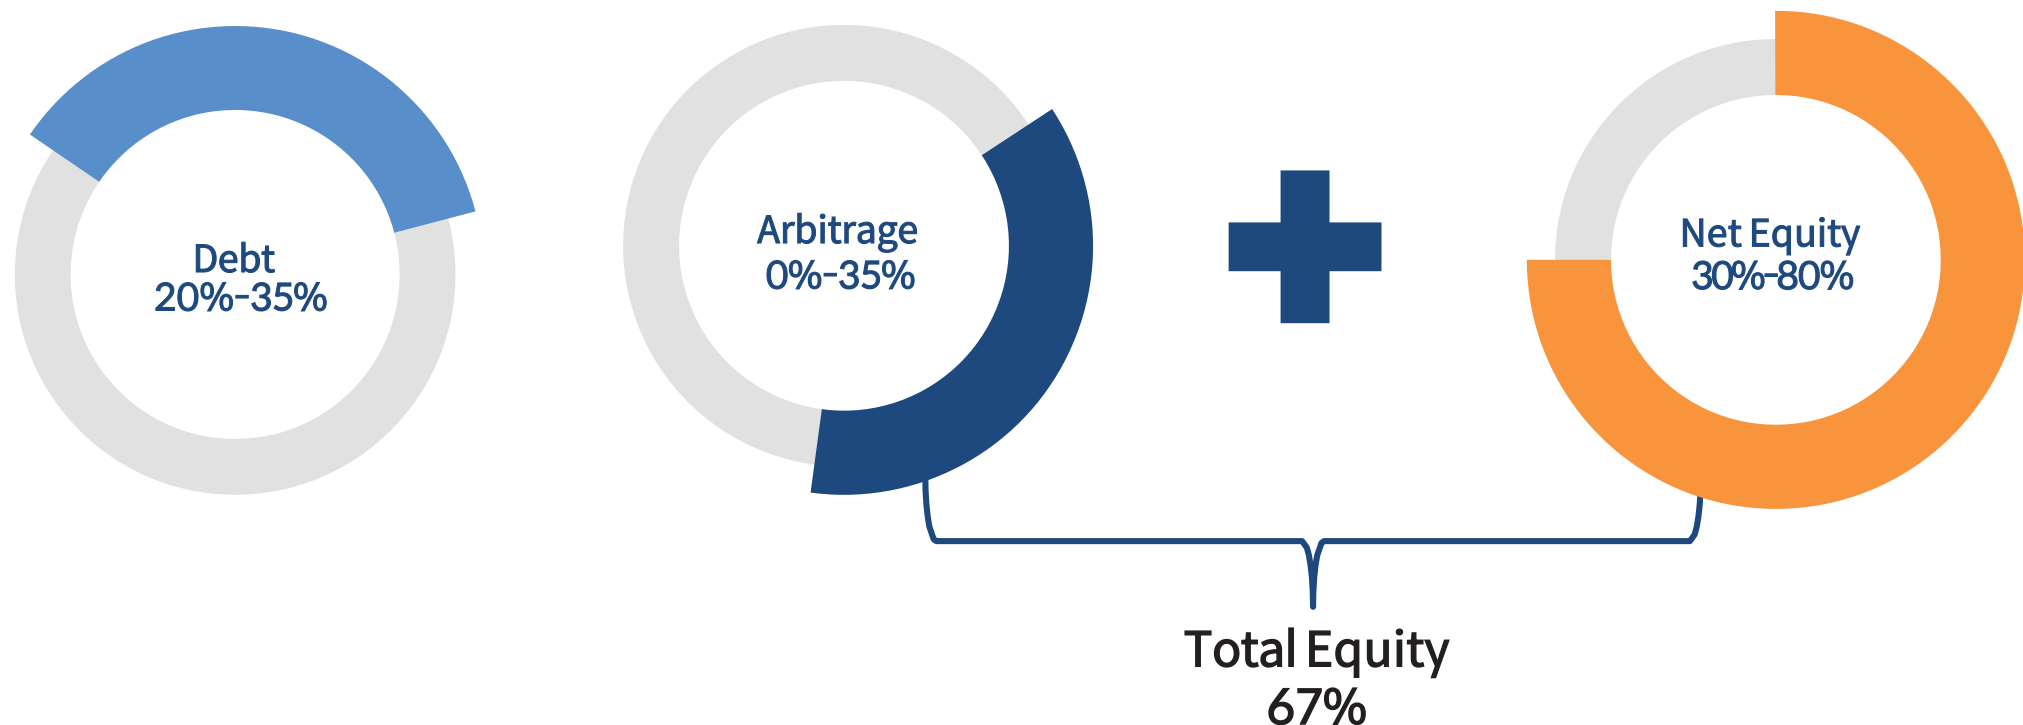 Debt
20%-35%
Arbitrage
0%-35%
Net Equity
30%-80%
Total Equity
67%